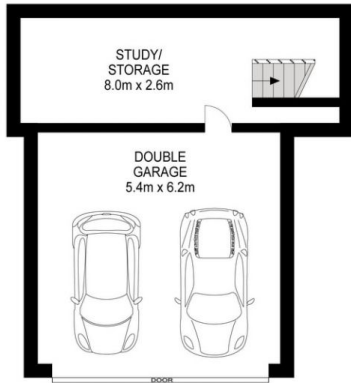 STUDY/
STORAGE
8.0m x 2.6m
DOUBLE
GARAGE
5.4m x 6.2m
DOOR